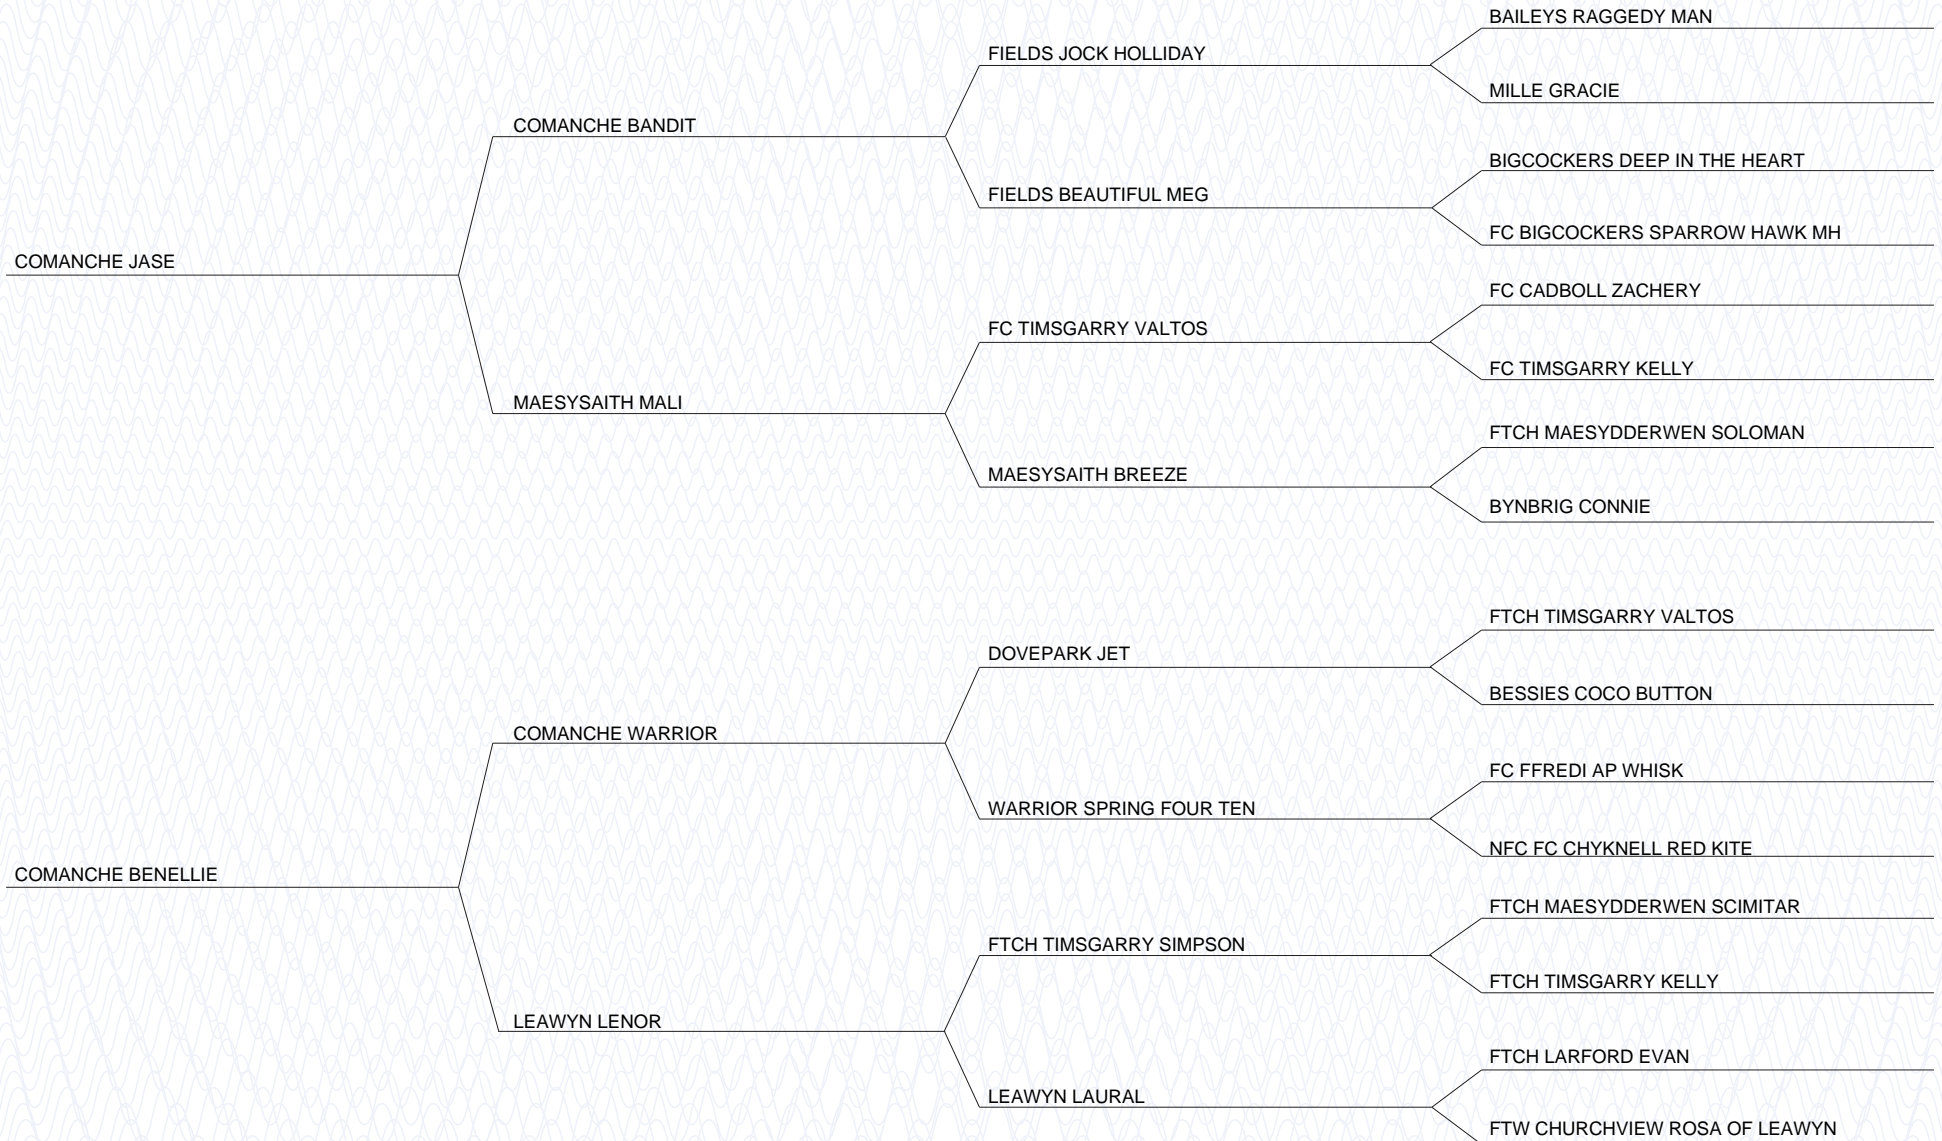 BAILEYS RAGGEDY MAN
FIELDS JOCK HOLLIDAY
MILLE GRACIE
COMANCHE BANDIT
BIGCOCKERS DEEP IN THE HEART
FIELDS BEAUTIFUL MEG
FC BIGCOCKERS SPARROW HAWK MH
COMANCHE JASE
FC CADBOLL ZACHERY
FC TIMSGARRY VALTOS
FC TIMSGARRY KELLY
MAESYSAITH MALI
FTCH MAESYDDERWEN SOLOMAN
MAESYSAITH BREEZE
BYNBRIG CONNIE
FTCH TIMSGARRY VALTOS
DOVEPARK JET
BESSIES COCO BUTTON
COMANCHE WARRIOR
FC FFREDI AP WHISK
WARRIOR SPRING FOUR TEN
NFC FC CHYKNELL RED KITE
COMANCHE BENELLIE
FTCH MAESYDDERWEN SCIMITAR
FTCH TIMSGARRY SIMPSON
FTCH TIMSGARRY KELLY
LEAWYN LENOR
FTCH LARFORD EVAN
LEAWYN LAURAL
FTW CHURCHVIEW ROSA OF LEAWYN